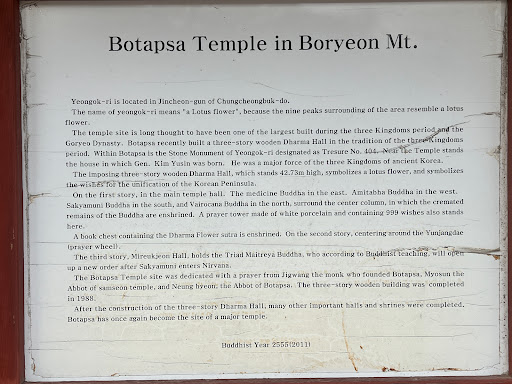 Botapsa Temple in Boryeon Mt.
Yeongok-ri is located in Jincheon-gun of Chungcheongbuk-do.
The name of yeongok-ri means "a Lotus flower", because the nine peaks surrounding of the area resemble a lotus
flower.
The temple site is long thought to have been one of the largest built during the three Kingdoms period and the
Goryeo Dynasty. Botapsa recently built a three-story wooden Dharma Hall in the tradition of the three Kingdoms
period. Within Botapsa is the Stone Monument of Yeongok-ri designated as Tresure No. 404. Near the Temple stands
the house in which Gen. Kim Yusin was born. He was a major force of the three Kingdoms of ancient Korea.
The imposing three-story wooden Dharma Hall, which stands 42.73m high, symbolizes a lotus flower, and symbolizes
the wishes for the unification of the Korean Peninsula.
On the first story, in the main temple hall. The medicine Buddha in the east. Amitabha Buddha in the west,
Sakyamuni Buddha in the south, and Vairocana Buddha in the north, surround the center column, in which the cremated
remains of the Buddha are enshrined. A prayer tower made of white porcelain and containing 999 wishes also stands
here.
A book chest containing the Dharma Flower sutra is enshrined. On the second story, centering around the Yunjangdae
(prayer wheel).
The third story, Mireukjeon Hall, holds the Triad Maitreya Buddha, who according to Buddhist teaching, will open
up a new order after Sakyamuni enters Nirvana.
The Botapsa Temple site was dedicated with a prayer from Jigwang the monk who founded Botapsa, Myosun the
Abbot of samseon temple, and Neung hyeon, the Abbot of Botapsa. The three-story wooden building was completed
in 1988.
After the construction of the three-story Dharma Hall, many other important halls and shrines were completed.
Botapsa has once again become the site of a major temple.
Buddhist Year 2555(2011)